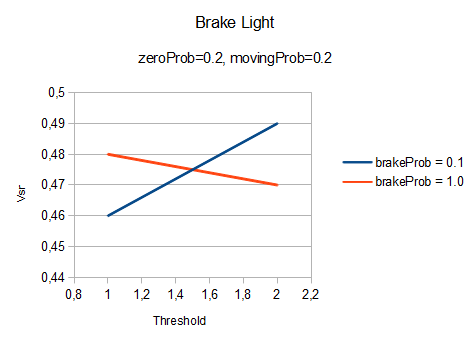 Brake Light
zeroProb=0.2, movingProb=0.2
0,5
0,49
0,48
0,47
0,46
0,45
0,44
Vsr
0,8 1 1,2 1,4 1,6 1,8 2 2,2
Threshold
brakeProb = 0.1
brakeProb = 1.0